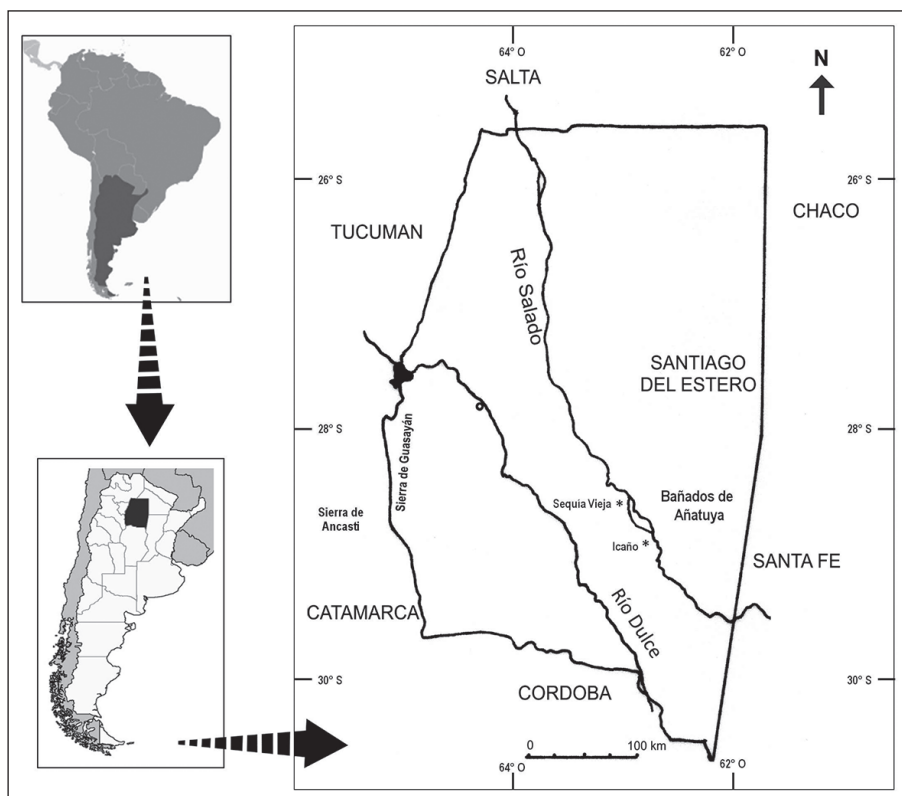 64° O
62° O
SALTA
N
26° S
26° S
CHACO
TUCUMAN
Río Salado
SANTIAGO
DEL ESTERO
28° S
28° S
Sierra de Guasayán
Sierra de
Ancasti
Sequia Vieja *
Bañados de
Añatuya
Icaño *
SANTA FE
CATAMARCA
Río Dulce
30° S
30° S
CORDOBA
0
100 km
64° O
62° O